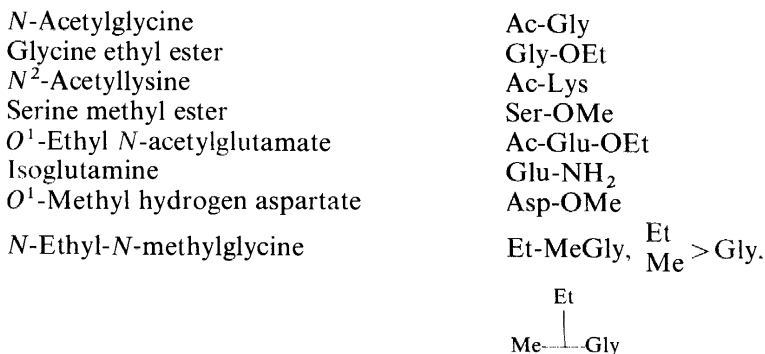 N-Acetylglycine Ac-Gly
Glycine ethyl ester Gly-OEt
N²-Acetyllysine Ac-Lys
Serine methyl ester Ser-OMe
O¹-Ethyl N-acetylglutamate Ac-Glu-OEt
Isoglutamine Glu-NH₂
O¹-Methyl hydrogen aspartate Asp-OMe
N-Ethyl-N-methylglycine Et-MeGly, Et
Me > Gly.
Et
Me-Gly